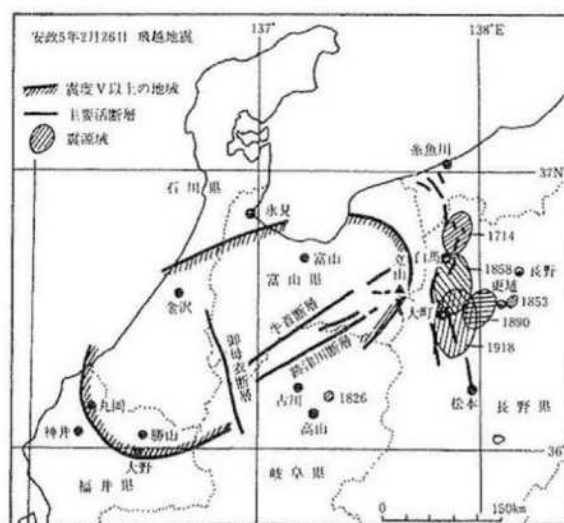 安政5年2月26日 飛越地震
137°
138°E
震度V以上の地域
主要活断層
震源域
糸魚川
37°N
石川県
氷見
1714
富山
立山
白馬
1858
長野
富山県
更埴
1853
金沢
牛首断層
大町
1890
跡津川断層
御母衣断層
1918
古川
1826
丸岡
松本
高山
長野県
神井
勝山
大野
36°
福井県
岐阜県
0
150km